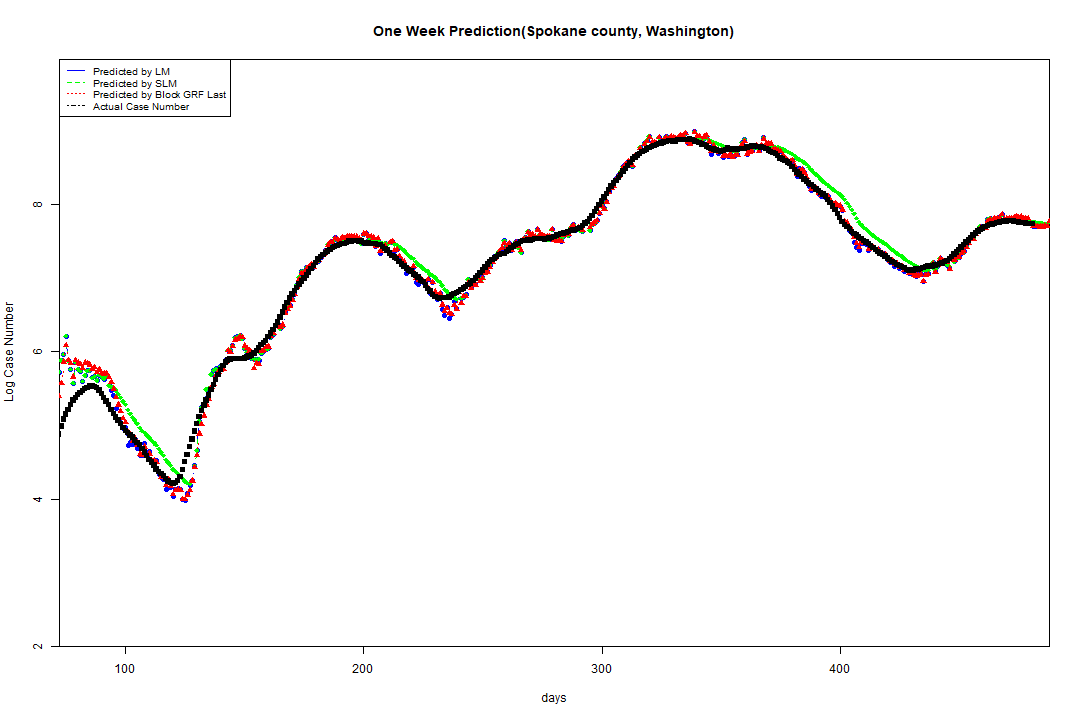 One Week Prediction(Spokane county, Washington)
Predicted by LM
Predicted by SLM
Predicted by Block GRF Last
Actual Case Number
Log Case Number
8
6
4
2
100 200 300 400
days